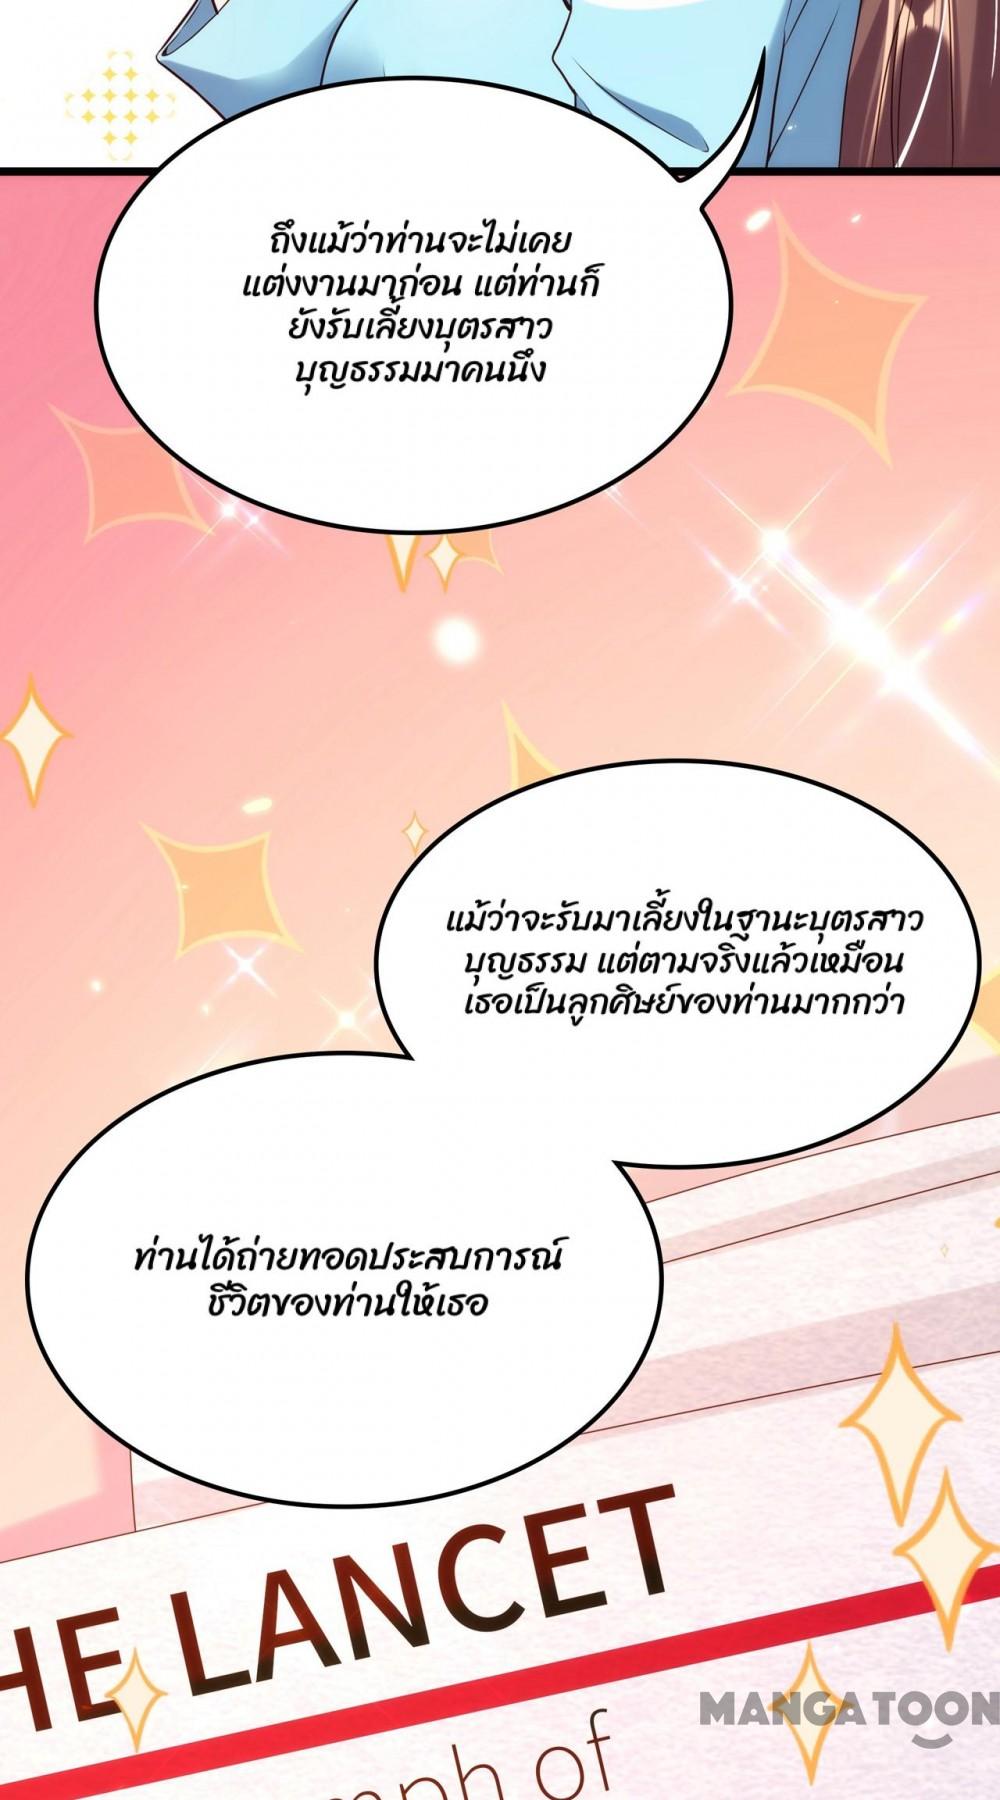 ถึงแม้ว่าท่านจะไม่เคย
แต่งงานมาก่อน แต่ท่านก็
ยังรับเลี้ยงบุตรสาว
บุญธรรมมาคนนึง
แม้ว่าจะรับมาเลี้ยงในฐานะบุตรสาว
บุญธรรม แต่ตามจริงแล้วเหมือน
เธอเป็นลูกศิษย์ของท่านมากกว่า
ท่านได้ถ่ายทอดประสบการณ์
ชีวิตของท่านให้เธอ
HE LANCET
MANGATOON
of